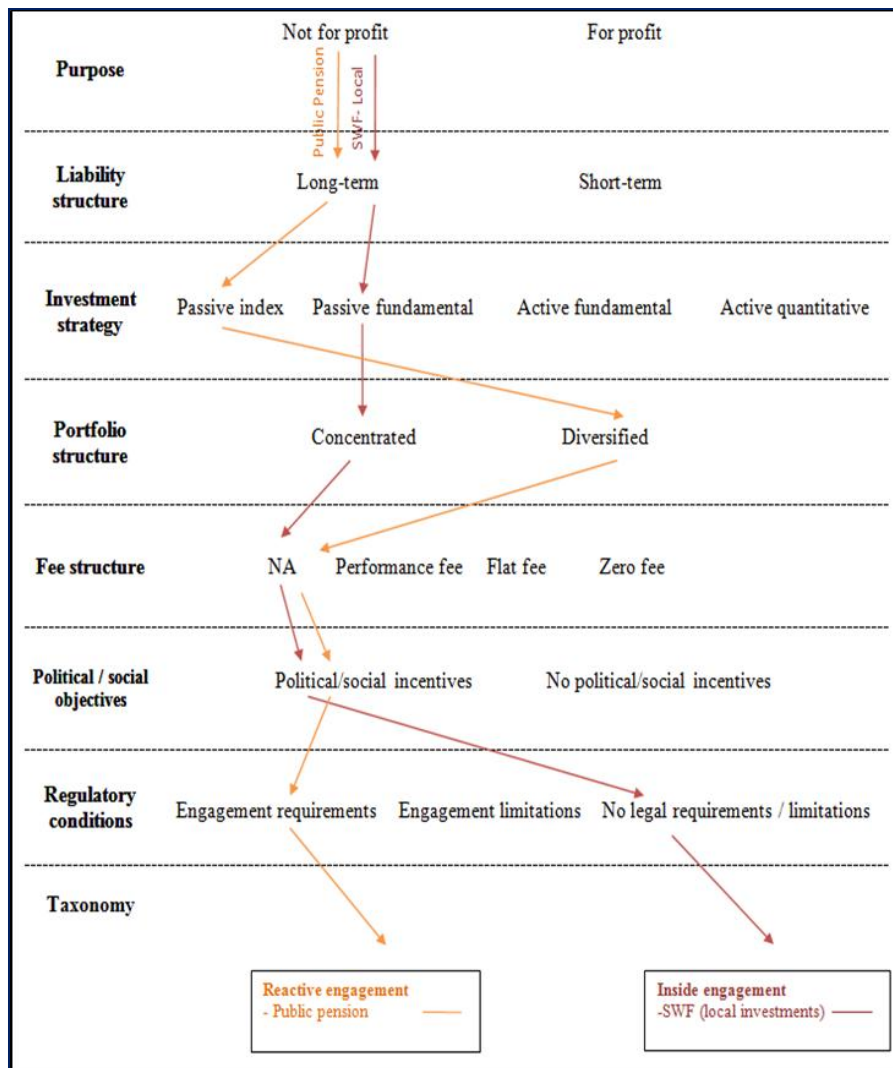 Not for profit
For profit
Purpose
Public Pension
SWF- Local
Liability
structure
Long-term
Short-term
Investment
strategy
Passive index
Passive fundamental
Active fundamental
Active quantitative
Portfolio
structure
Concentrated
Diversified
Fee structure
NA
Performance fee
Flat fee
Zero fee
Political / social
objectives
Political/social incentives
No political/social incentives
Regulatory
conditions
Engagement requirements
Engagement limitations
No legal requirements / limitations
Taxonomy
Reactive engagement
- Public pension
Inside engagement
-SWF (local investments)